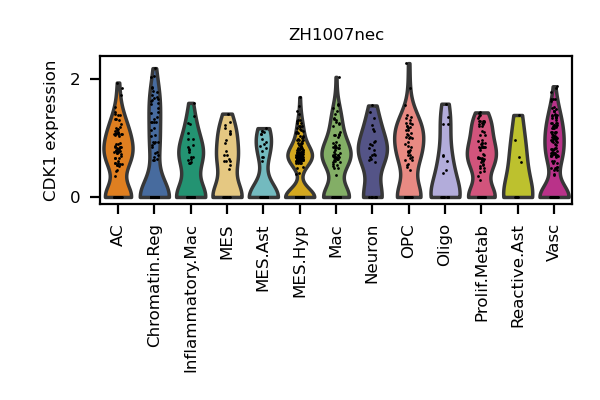 ZH1007nec
CDK1 expression
2
0
AC
Chromatin.Reg
Inflammatory.Mac
MES
MES.Ast
MES.Hyp
Mac
Neuron
OPC
Oligo
Prolif.Metab
Reactive.Ast
Vasc